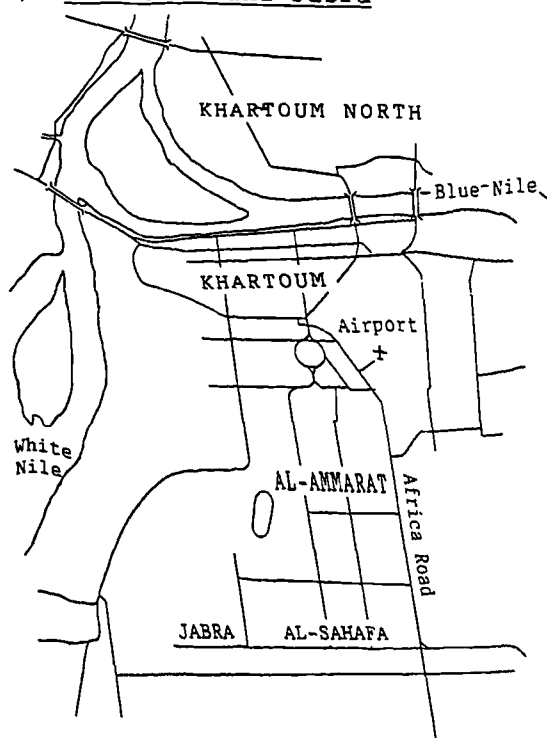 KHARTOUM NORTH
Blue Nile
KHARTOUM
Airport
White
Nile
AL-AMMARAT
Africa Road
JABRA
AL-SAHAFA